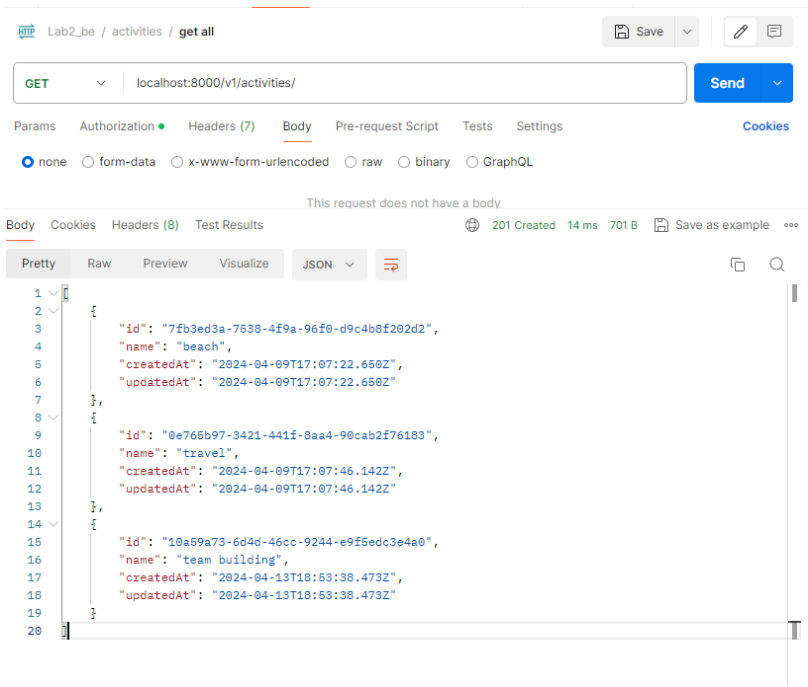 HTTP Lab2_be / activities / get all Save
GET localhost:8000/v1/activities/ Send
Params Authorization Headers (7) Body Pre-request Script Tests Settings Cookies
none form-data x-www-form-urlencoded raw binary GraphQL
This request does not have a body
Body Cookies Headers (8) Test Results 201 Created 14 ms 701 B Save as example
Pretty Raw Preview Visualize JSON
1 [
2 {
3 "id": "7fb3ed3a-7538-4f9a-96f0-d9c4b8f202d2",
4 "name": "beach",
5 "createdAt": "2024-04-09T17:07:22.650Z",
6 "updatedAt": "2024-04-09T17:07:22.650Z"
7 },
8 {
9 "id": "0e765b97-3421-441f-8aa4-90cab2f76183",
10 "name": "travel",
11 "createdAt": "2024-04-09T17:07:46.142Z",
12 "updatedAt": "2024-04-09T17:07:46.142Z"
13 },
14 {
15 "id": "10a59a73-6d4d-46cc-9244-e9f5edc3e4a0",
16 "name": "team building",
17 "createdAt": "2024-04-13T18:53:38.473Z",
18 "updatedAt": "2024-04-13T18:53:38.473Z"
19 }
20 ]